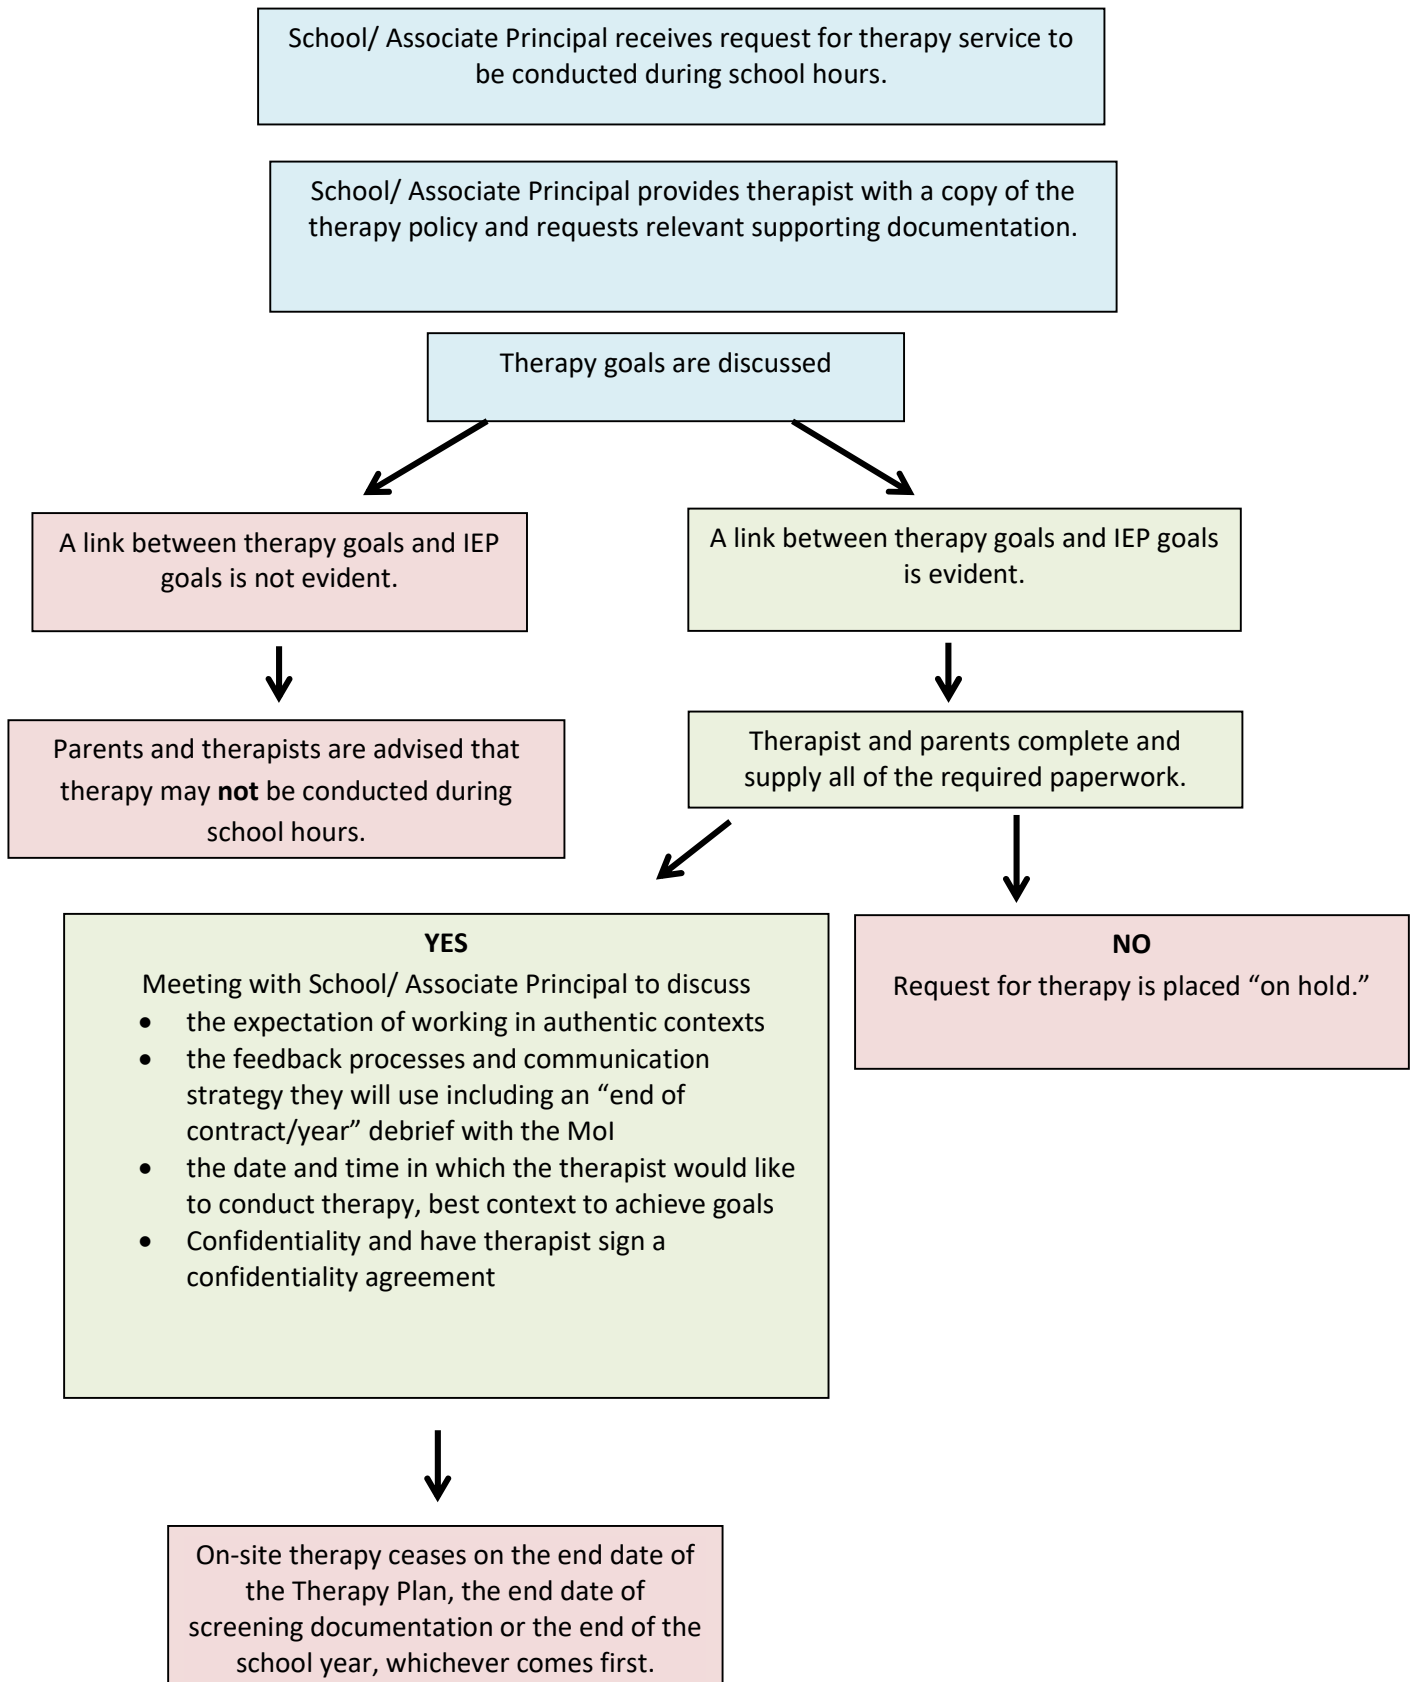 School/ Associate Principal receives request for therapy service to
be conducted during school hours.
School/ Associate Principal provides therapist with a copy of the
therapy policy and requests relevant supporting documentation.
Therapy goals are discussed
A link between therapy goals and IEP
goals is not evident.
A link between therapy goals and IEP goals
is evident.
Parents and therapists are advised that
therapy may not be conducted during
school hours.
Therapist and parents complete and
supply all of the required paperwork.
YES
Meeting with School/ Associate Principal to discuss
• the expectation of working in authentic contexts
• the feedback processes and communication
strategy they will use including an “end of
contract/year” debrief with the MoI
• the date and time in which the therapist would like
to conduct therapy, best context to achieve goals
• Confidentiality and have therapist sign a
confidentiality agreement
NO
Request for therapy is placed “on hold.”
On-site therapy ceases on the end date of
the Therapy Plan, the end date of
screening documentation or the end of the
school year, whichever comes first.